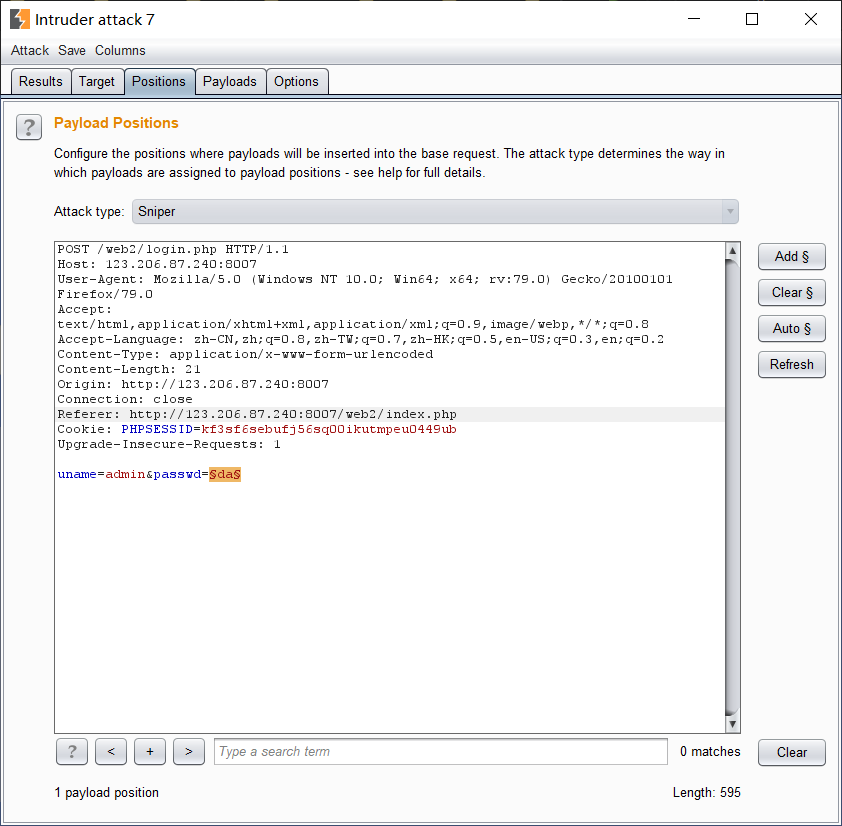 Intruder attack 7
Attack Save Columns
Results Target Positions Payloads Options
? Payload Positions
Configure the positions where payloads will be inserted into the base request. The attack type determines the way in
which payloads are assigned to payload positions - see help for full details.
Attack type: Sniper
POST /web2/login.php HTTP/1.1
Host: 123.206.87.240:8007
User-Agent: Mozilla/5.0 (Windows NT 10.0; Win64; x64; rv:79.0) Gecko/20100101
Firefox/79.0
Accept:
text/html,application/xhtml+xml,application/xml;q=0.9,image/webp,*/*;q=0.8
Accept-Language: zh-CN,zh;q=0.8,zh-TW;q=0.7,zh-HK;q=0.5,en-US;q=0.3,en;q=0.2
Content-Type: application/x-www-form-urlencoded
Content-Length: 21
Origin: http://123.206.87.240:8007
Connection: close
Referer: http://123.206.87.240:8007/web2/index.php
Cookie: PHPSESSID=kf3sf6sebufj56sq00ikutmpeu0449ub
Upgrade-Insecure-Requests: 1
uname=admin&passwd=§da§
Add §
Clear §
Auto §
Refresh
? < + > Type a search term 0 matches Clear
1 payload position Length: 595